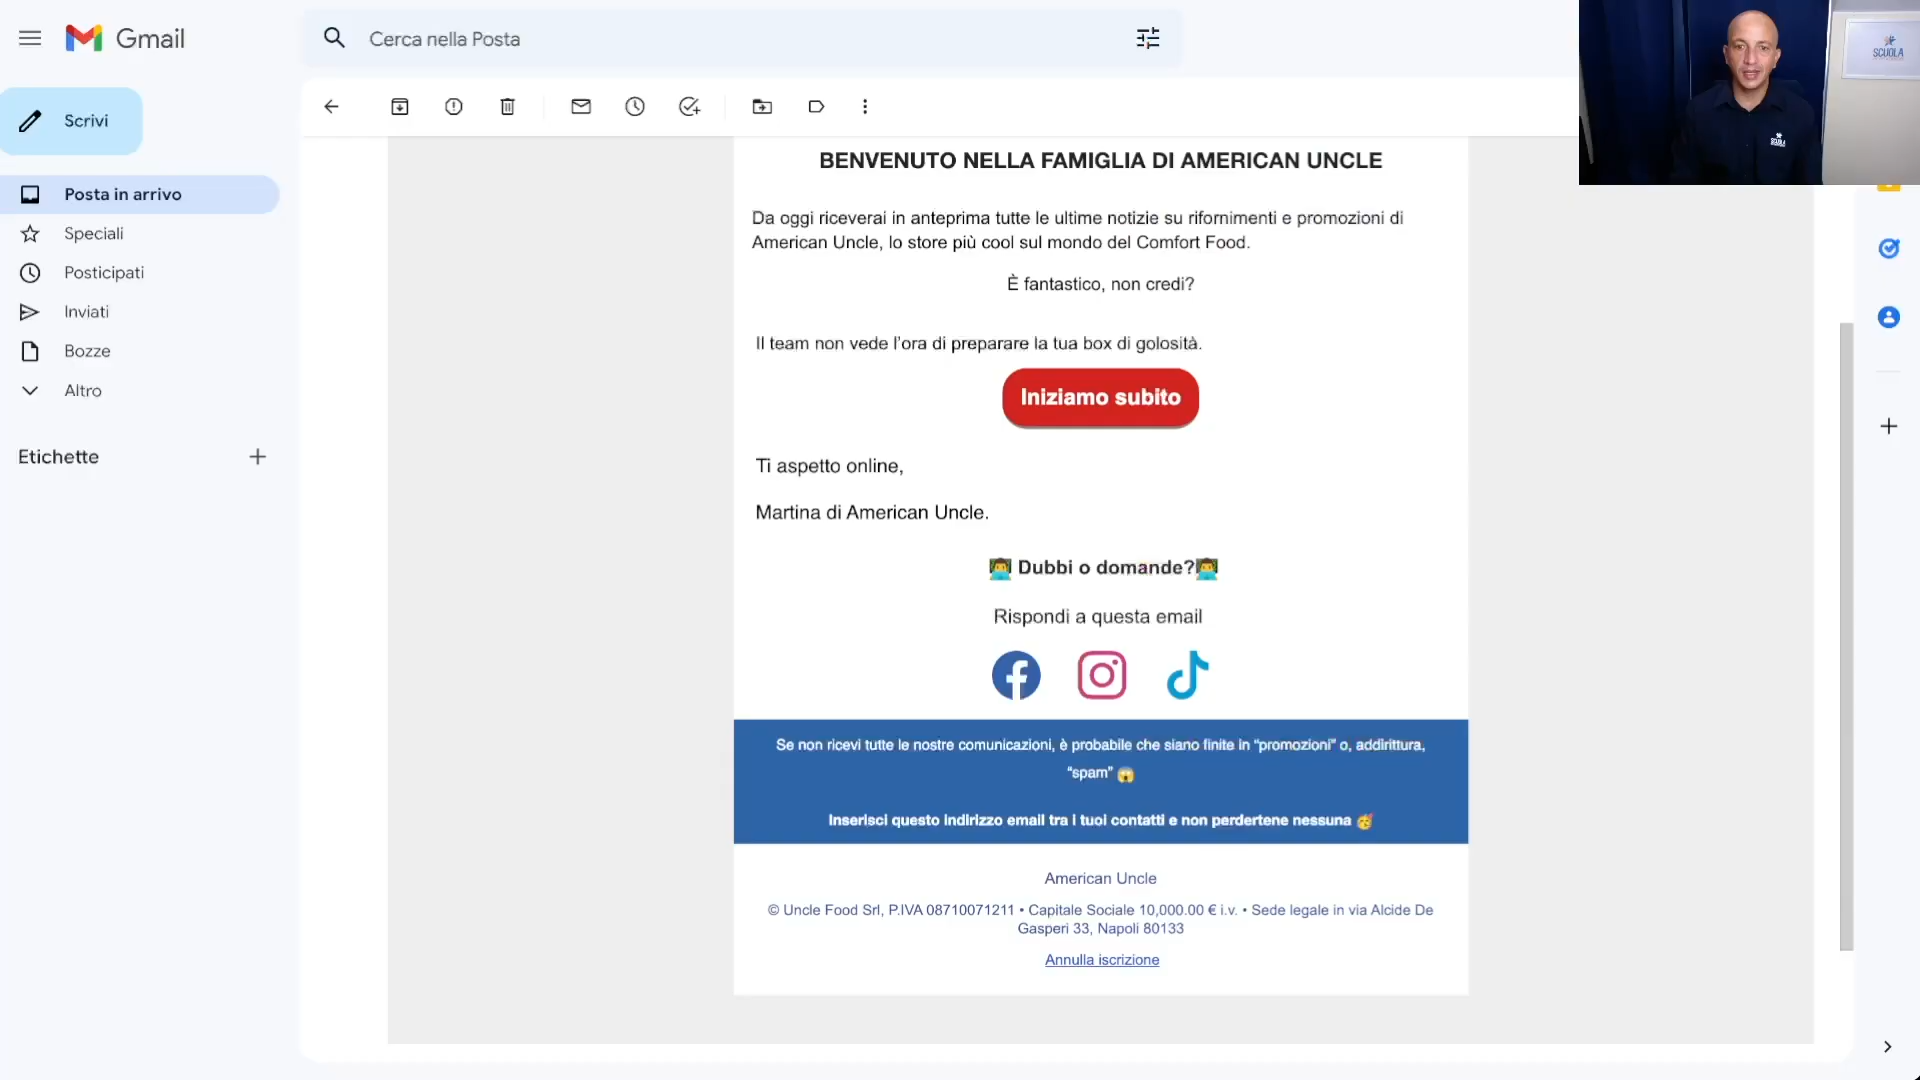 Gmail
Cerca nella Posta
SCUOLA
Scrivi
Posta in arrivo
Speciali
Posticipati
Inviati
Bozze
Altro
Etichette
BENVENUTO NELLA FAMIGLIA DI AMERICAN UNCLE
Da oggi riceverai in anteprima tutte le ultime notizie su rifornimenti e promozioni di
American Uncle, lo store più cool sul mondo del Comfort Food.
È fantastico, non credi?
Il team non vede l'ora di preparare la tua box di golosità.
Iniziamo subito
Ti aspetto online,
Martina di American Uncle.
👨‍💻 Dubbi o domande?👨‍💻
Rispondi a questa email
Se non ricevi tutte le nostre comunicazioni, è probabile che siano finite in “promozioni” o, addirittura,
“spam” 😱
Inserisci questo indirizzo email tra i tuoi contatti e non perdertene nessuna 🥳
American Uncle
© Uncle Food Srl, P.IVA 08710071211 • Capitale Sociale 10,000.00 € i.v. • Sede legale in via Alcide De
Gasperi 33, Napoli 80133
Annulla iscrizione